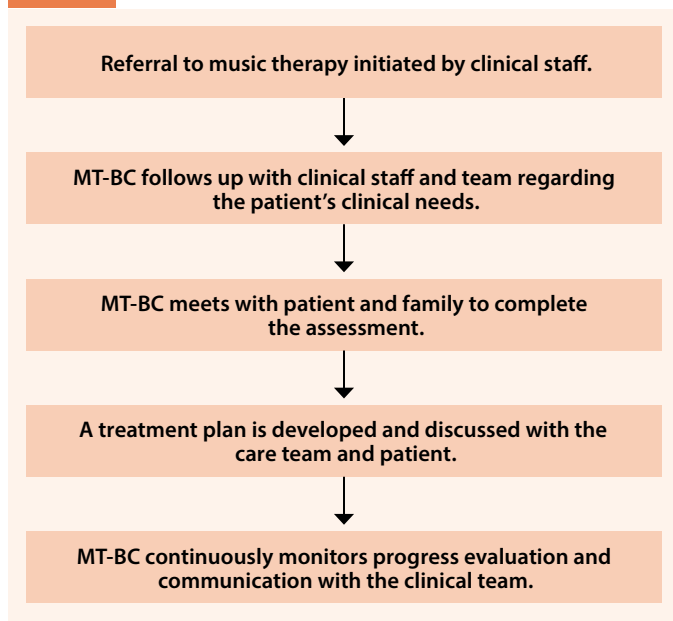 Referral to music therapy initiated by clinical staff.
MT-BC follows up with clinical staff and team regarding
the patient’s clinical needs.
MT-BC meets with patient and family to complete
the assessment.
A treatment plan is developed and discussed with the
care team and patient.
MT-BC continuously monitors progress evaluation and
communication with the clinical team.